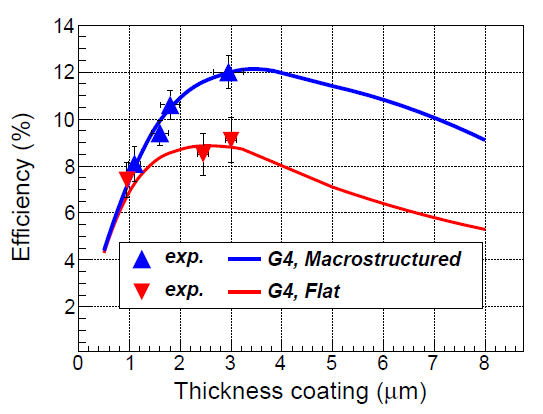 14
12
10
8
6
4
2
Efficiency (%)
exp. G4, Macrostructured
exp. G4, Flat
0 1 2 3 4 5 6 7 8
Thickness coating (μm)